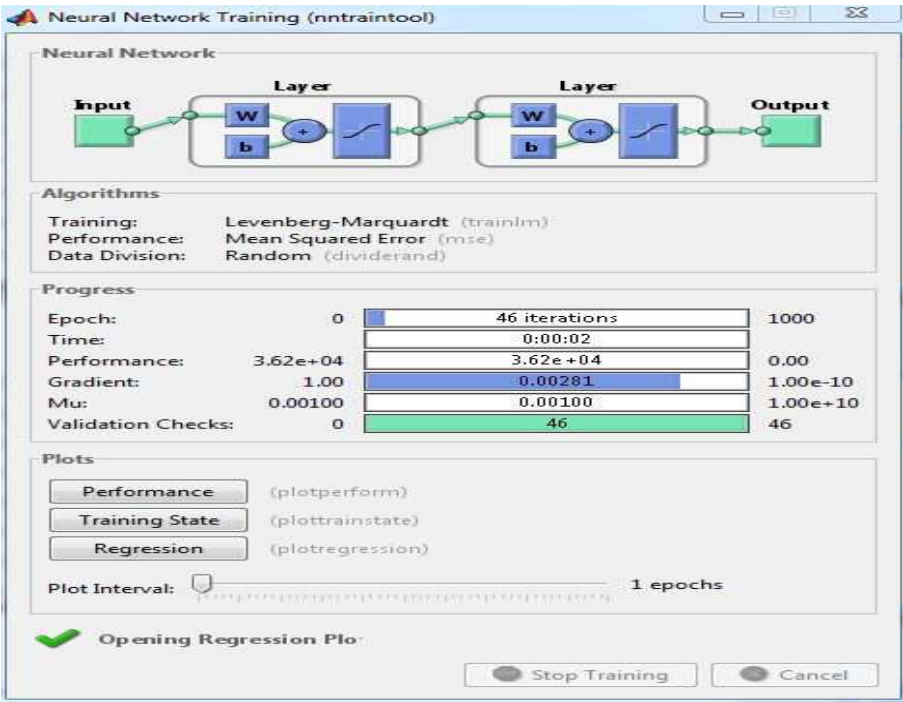 Neural Network Training (nntraintool)
Neural Network
Layer
Layer
Input
Output
W
b
+
W
b
+
Algorithms
Training: Levenberg-Marquardt (trainlm)
Performance: Mean Squared Error (mse)
Data Division: Random (dividerand)
Progress
Epoch: 0 46 iterations 1000
Time: 0:00:02
Performance: 3.62e+04 3.62e+04 0.00
Gradient: 1.00 0.00281 1.00e-10
Mu: 0.00100 0.00100 1.00e+10
Validation Checks: 0 46 46
Plots
Performance (plotperform)
Training State (plottrainstate)
Regression (plotregression)
Plot Interval: 1 epochs
Opening Regression Plo
Stop Training Cancel